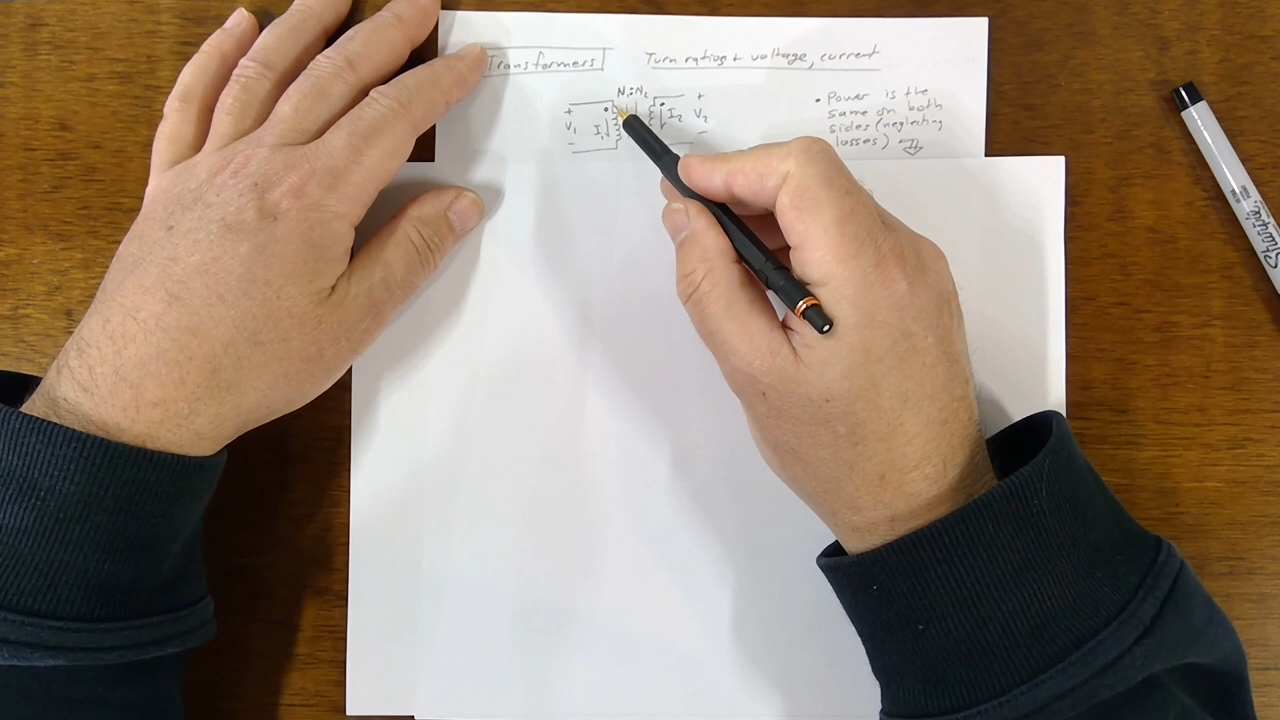 Transformers
Turn ratios + voltage, current
N₁:N₂
+ V₁ -
I₁
I₂
+ V₂ -
• Power is the
same on both
sides (neglecting
losses)
Sharpie